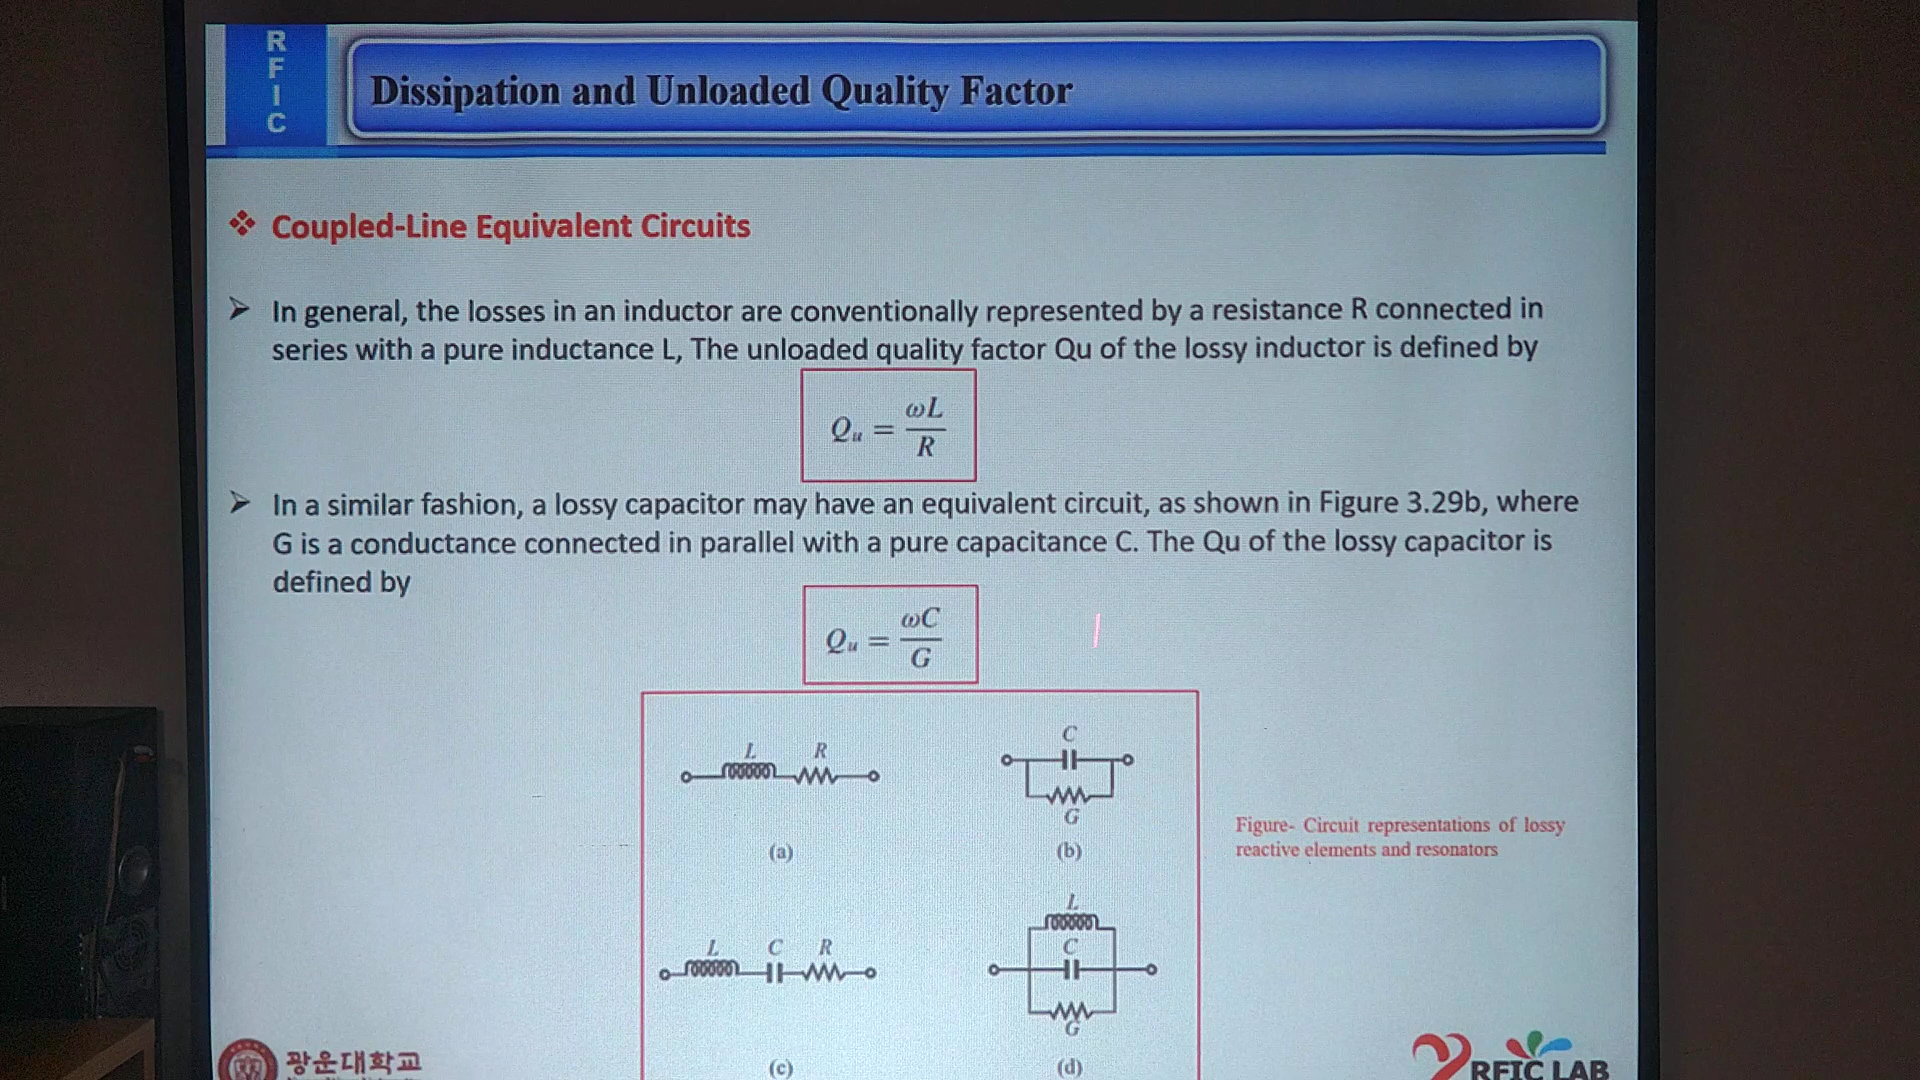 R
F
I
C
Dissipation and Unloaded Quality Factor
❖ Coupled-Line Equivalent Circuits
➢ In general, the losses in an inductor are conventionally represented by a resistance R connected in
series with a pure inductance L, The unloaded quality factor Qu of the lossy inductor is defined by
Qu = ωL/R
➢ In a similar fashion, a lossy capacitor may have an equivalent circuit, as shown in Figure 3.29b, where
G is a conductance connected in parallel with a pure capacitance C. The Qu of the lossy capacitor is
defined by
Qu = ωC/G
L R
(a)
C
G
(b)
Figure- Circuit representations of lossy
reactive elements and resonators
L C R
(c)
L
C
G
(d)
광운대학교
RFIC LAB